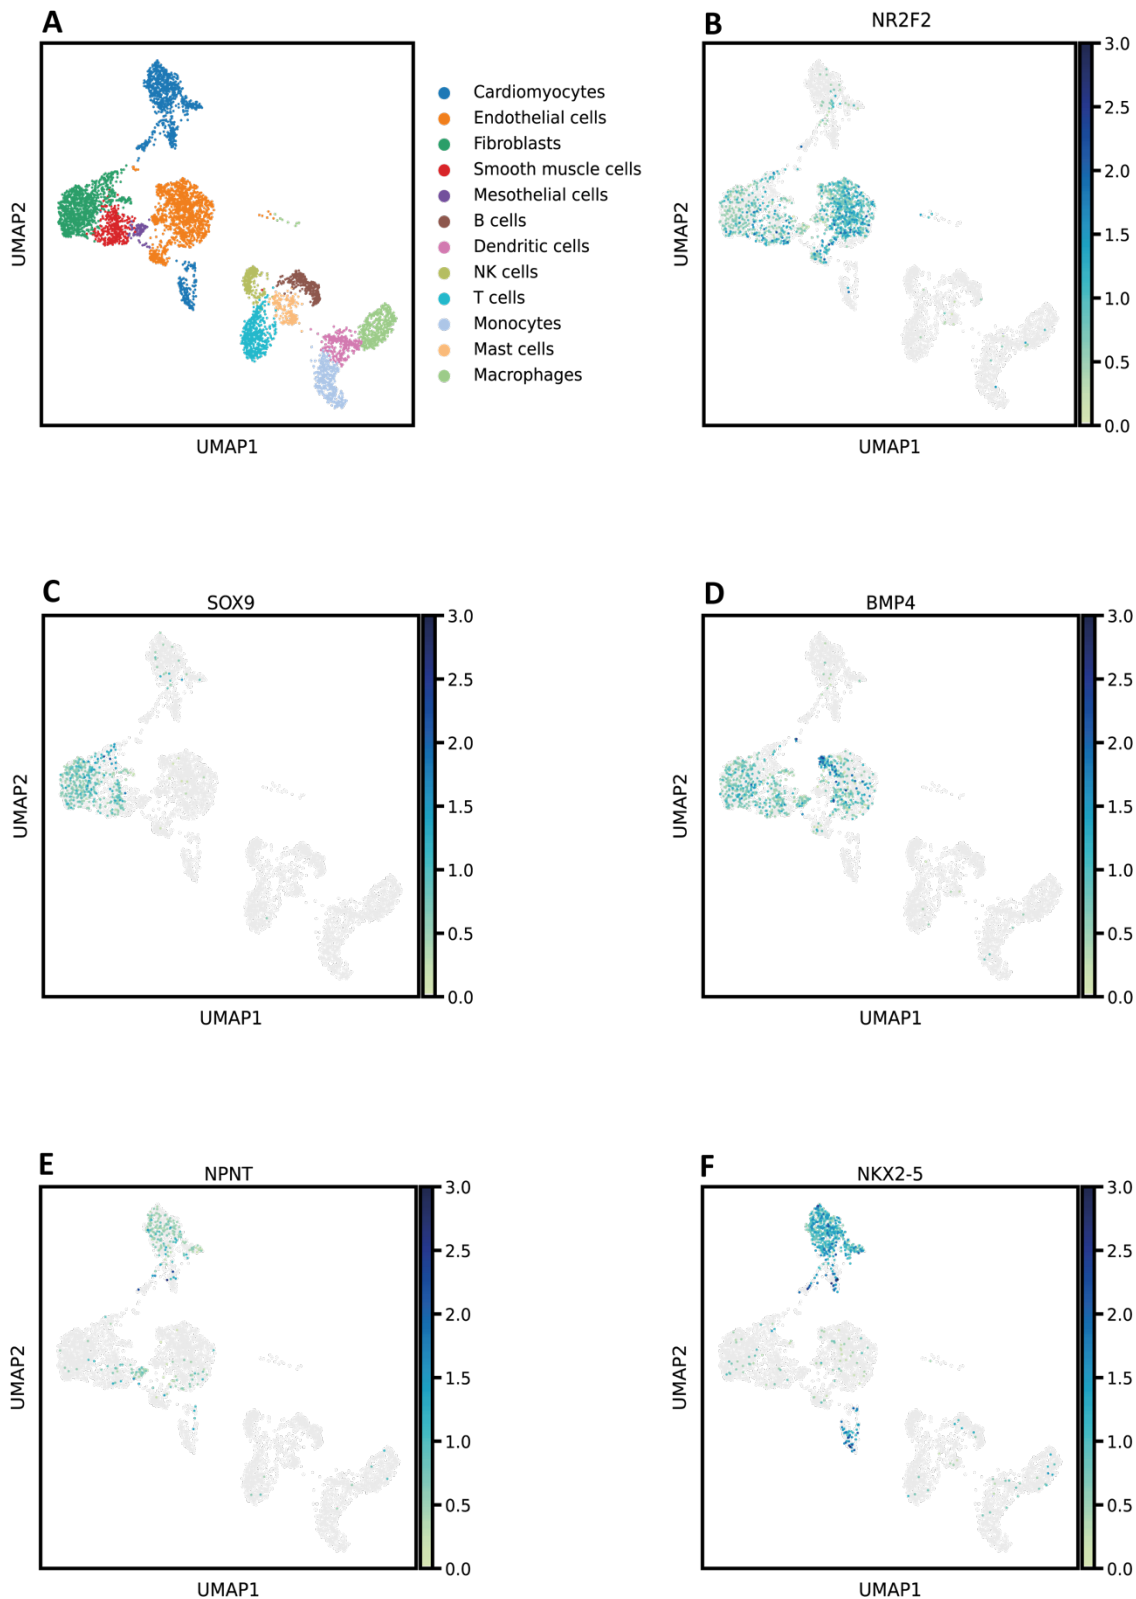 A
UMAP2
UMAP1
Cardiomyocytes
Endothelial cells
Fibroblasts
Smooth muscle cells
Mesothelial cells
B cells
Dendritic cells
NK cells
T cells
Monocytes
Mast cells
Macrophages
B
NR2F2
UMAP2
UMAP1
3.0
2.5
2.0
1.5
1.0
0.5
0.0
C
SOX9
UMAP2
UMAP1
3.0
2.5
2.0
1.5
1.0
0.5
0.0
D
BMP4
UMAP2
UMAP1
3.0
2.5
2.0
1.5
1.0
0.5
0.0
E
NPNT
UMAP2
UMAP1
3.0
2.5
2.0
1.5
1.0
0.5
0.0
F
NKX2-5
UMAP2
UMAP1
3.0
2.5
2.0
1.5
1.0
0.5
0.0